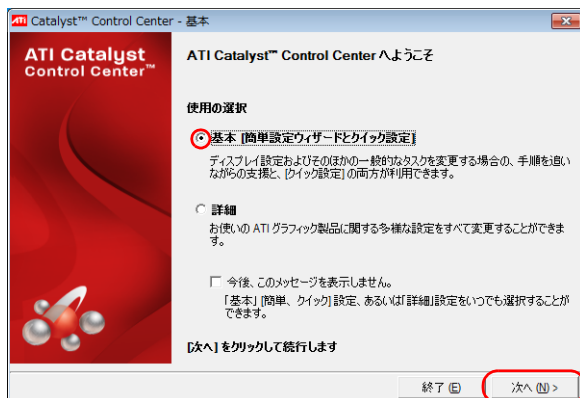 ATI Catalyst™ Control Center - 基本
ATI Catalyst
Control Center™
ATI Catalyst™ Control Center へようこそ
使用の選択
基本 [簡単設定ウィザードとクイック設定]
ディスプレイ設定およびそのほかの一般的なタスクを変更する場合の、手順を追い
ながらの支援と、[クイック設定] の両方が利用できます。
詳細
お使いの ATI グラフィック製品に関する多様な設定をすべて変更することができま
す。
今後、このメッセージを表示しません。
「基本」 [簡単、クイック] 設定、あるいは「詳細」設定をいつでも選択することが
できます。
[次へ] をクリックして続行します
終了 (E)
次へ (N) >